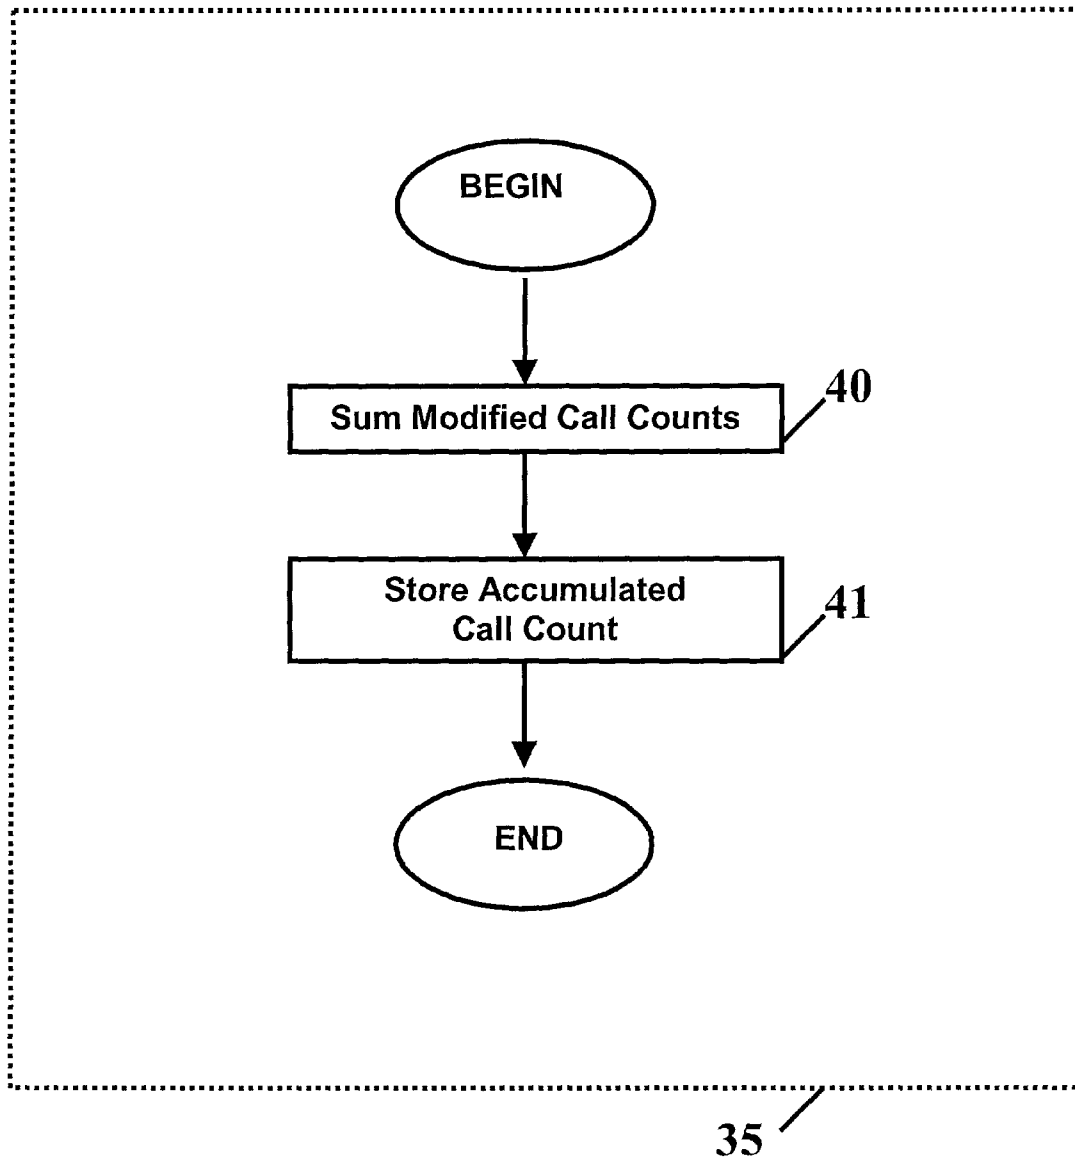 BEGIN
Sum Modified Call Counts
40
Store Accumulated
Call Count
41
END
35